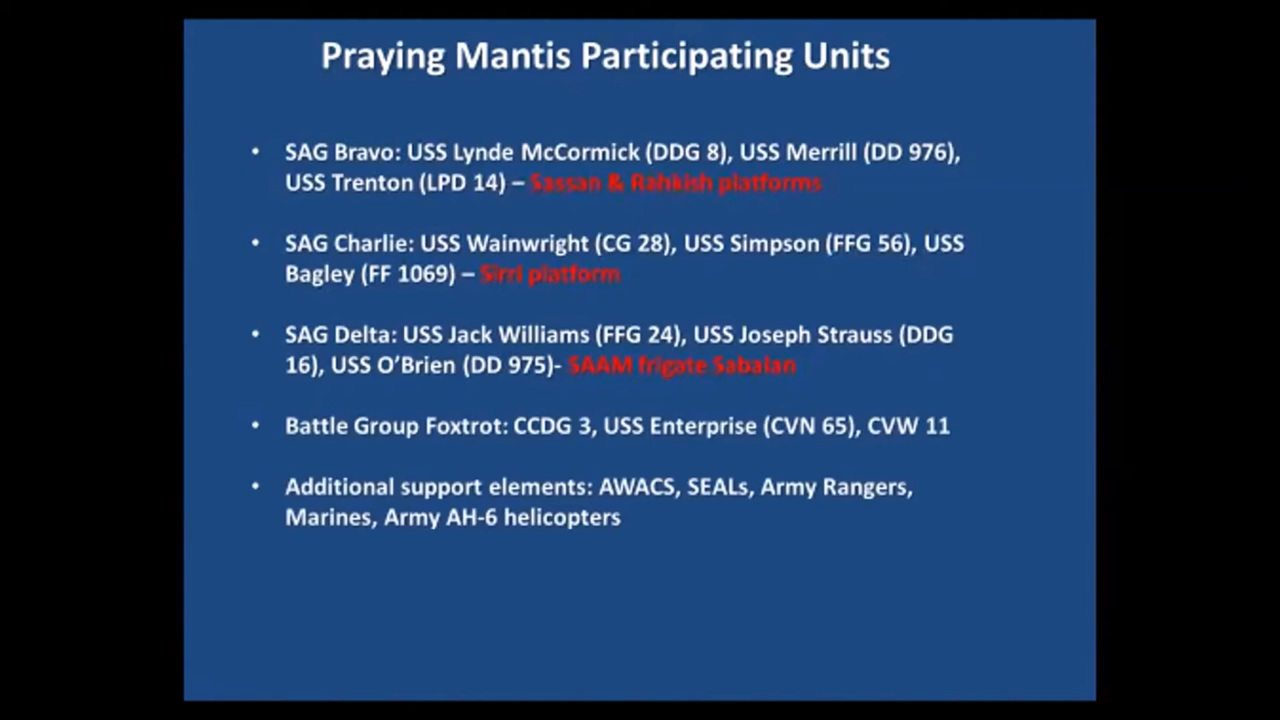 Praying Mantis Participating Units
• SAG Bravo: USS Lynde McCormick (DDG 8), USS Merrill (DD 976),
USS Trenton (LPD 14) – Sassan & Rahkish platforms
• SAG Charlie: USS Wainwright (CG 28), USS Simpson (FFG 56), USS
Bagley (FF 1069) – Sirri platform
• SAG Delta: USS Jack Williams (FFG 24), USS Joseph Strauss (DDG
16), USS O’Brien (DD 975)- SAAM frigate Sabalan
• Battle Group Foxtrot: CCDG 3, USS Enterprise (CVN 65), CVW 11
• Additional support elements: AWACS, SEALs, Army Rangers,
Marines, Army AH-6 helicopters